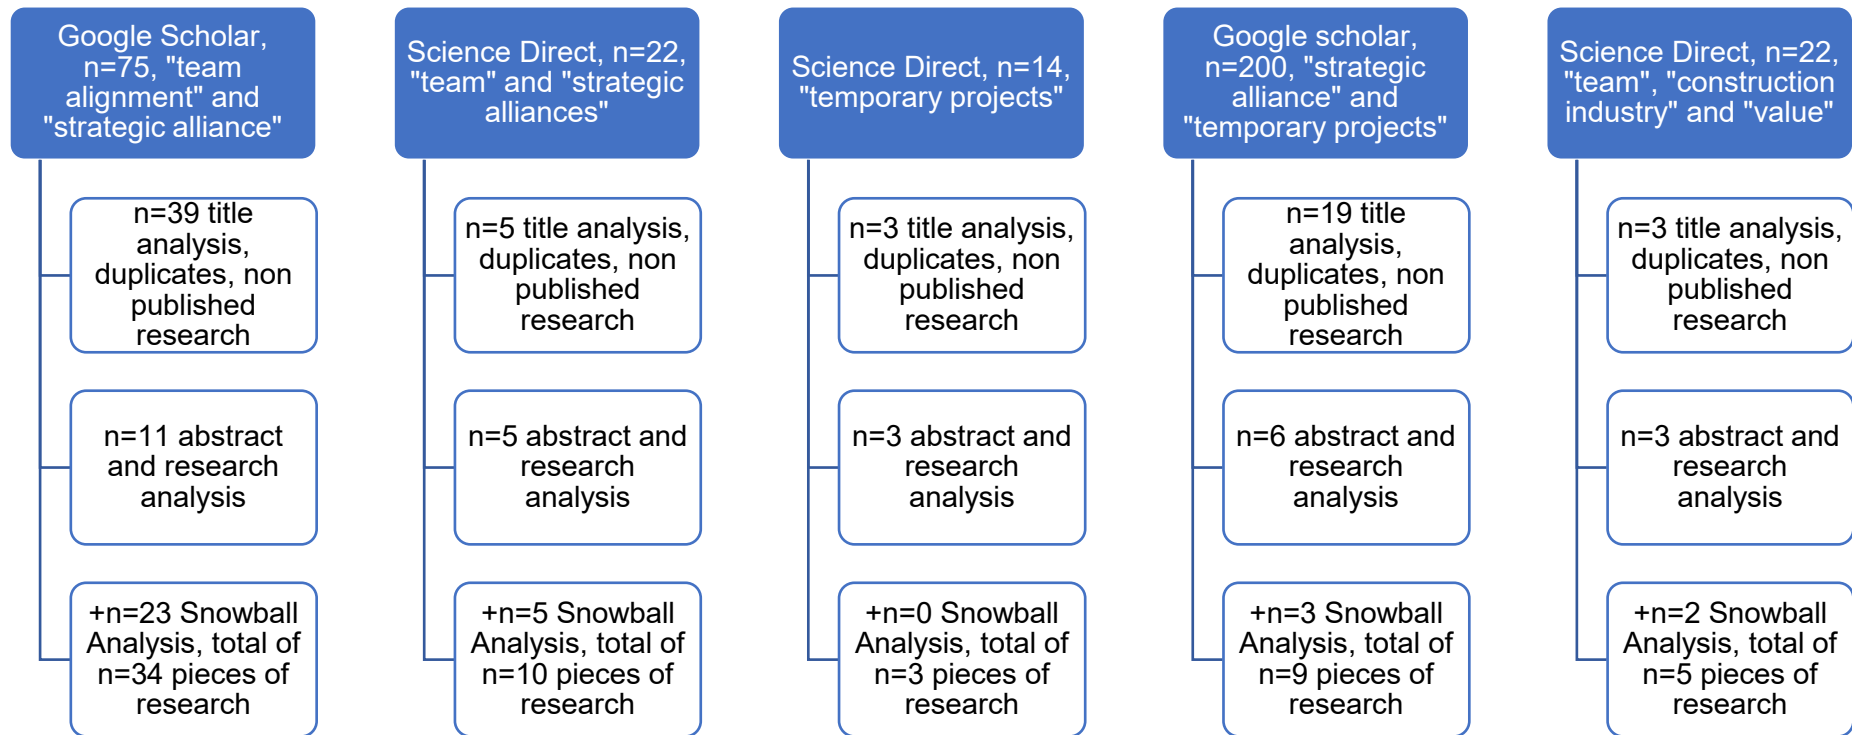 Google Scholar,
n=75, "team
alignment" and
"strategic alliance"
n=39 title
analysis,
duplicates, non
published
research
n=11 abstract
and research
analysis
+n=23 Snowball
Analysis, total of
n=34 pieces of
research
Science Direct, n=22,
"team" and "strategic
alliances"
n=5 title analysis,
duplicates, non
published
research
n=5 abstract and
research
analysis
+n=5 Snowball
Analysis, total of
n=10 pieces of
research
Science Direct, n=14,
"temporary projects"
n=3 title analysis,
duplicates, non
published
research
n=3 abstract and
research
analysis
+n=0 Snowball
Analysis, total of
n=3 pieces of
research
Google scholar,
n=200, "strategic
alliance" and
"temporary projects"
n=19 title
analysis,
duplicates, non
published
research
n=6 abstract and
research
analysis
+n=3 Snowball
Analysis, total of
n=9 pieces of
research
Science Direct, n=22,
"team", "construction
industry" and "value"
n=3 title analysis,
duplicates, non
published
research
n=3 abstract and
research
analysis
+n=2 Snowball
Analysis, total of
n=5 pieces of
research